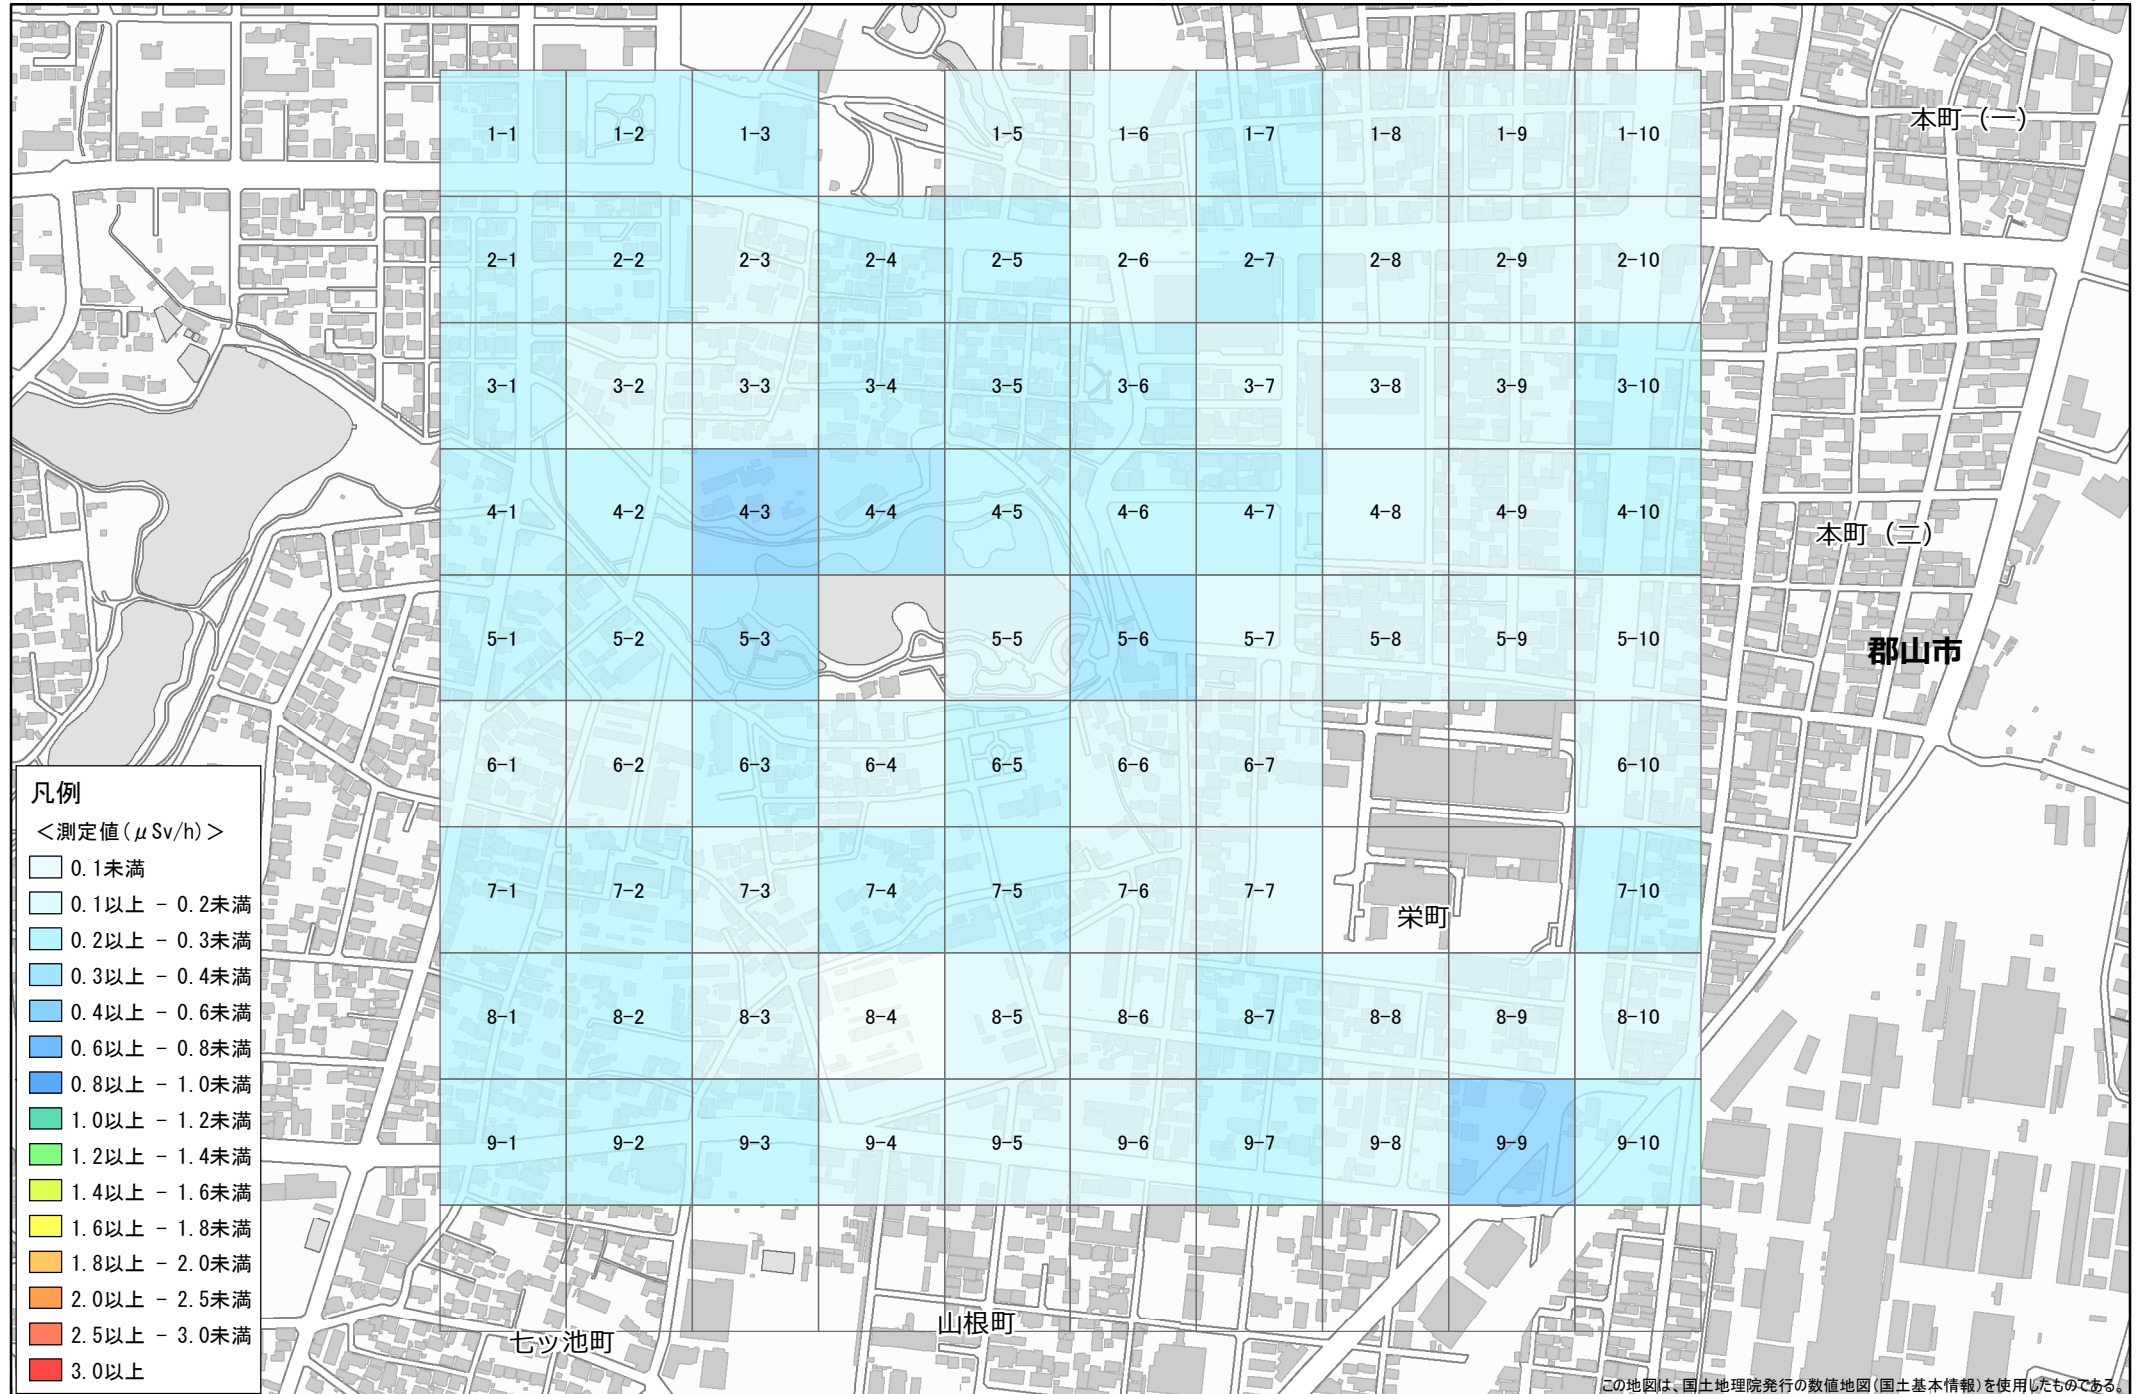 本町（一）
1-1 1-2 1-3 1-5 1-6 1-7 1-8 1-9 1-10
2-1 2-2 2-3 2-4 2-5 2-6 2-7 2-8 2-9 2-10
3-1 3-2 3-3 3-4 3-5 3-6 3-7 3-8 3-9 3-10
4-1 4-2 4-3 4-4 4-5 4-6 4-7 4-8 4-9 4-10
本町（二）
5-1 5-2 5-3 5-5 5-6 5-7 5-8 5-9 5-10
郡山市
6-1 6-2 6-3 6-4 6-5 6-6 6-7 6-10
7-1 7-2 7-3 7-4 7-5 7-6 7-7 7-10
栄町
8-1 8-2 8-3 8-4 8-5 8-6 8-7 8-8 8-9 8-10
9-1 9-2 9-3 9-4 9-5 9-6 9-7 9-8 9-9 9-10
凡例
＜測定値(μSv/h)＞
0.1未満
0.1以上 - 0.2未満
0.2以上 - 0.3未満
0.3以上 - 0.4未満
0.4以上 - 0.6未満
0.6以上 - 0.8未満
0.8以上 - 1.0未満
1.0以上 - 1.2未満
1.2以上 - 1.4未満
1.4以上 - 1.6未満
1.6以上 - 1.8未満
1.8以上 - 2.0未満
2.0以上 - 2.5未満
2.5以上 - 3.0未満
3.0以上
七ッ池町
山根町
この地図は、国土地理院発行の数値地図(国土基本情報)を使用したものである。